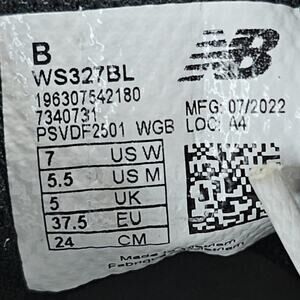 B
WS327BL
196307542180
7340731
PSVDF2501 WGB
NB
MFG: 07/2022
LOC: A4
7 US W
5.5 US M
5 UK
37.5 EU
24 CM